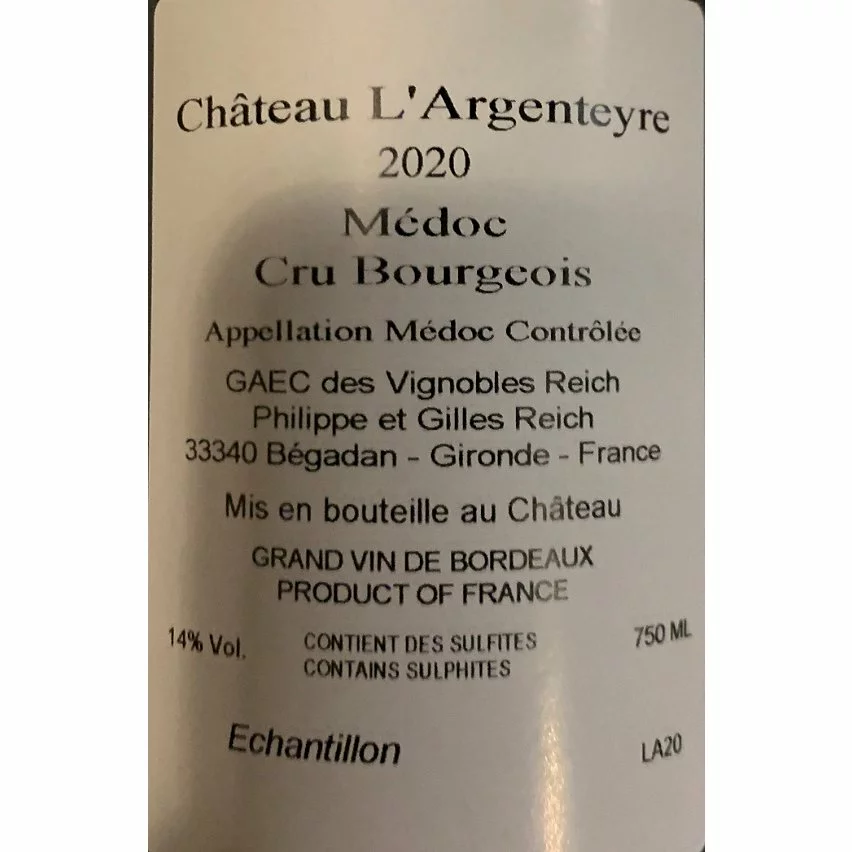 Château L'Argenteyre
2020
Médoc
Cru Bourgeois
Appellation Médoc Contrôlée
GAEC des Vignobles Reich
Philippe et Gilles Reich
33340 Bégadan - Gironde - France
Mis en bouteille au Château
GRAND VIN DE BORDEAUX
PRODUCT OF FRANCE
14% Vol.
CONTIENT DES SULFITES
750 ML
CONTAINS SULPHITES
Echantillon
LA20